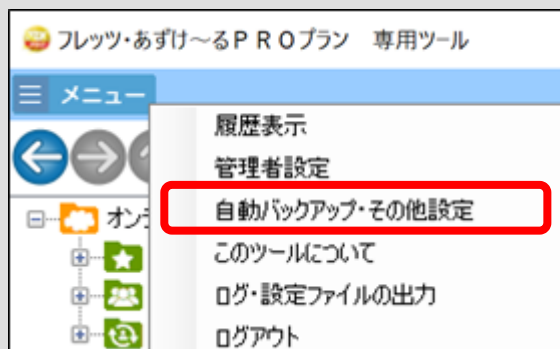 フレッツ・あずけ~るPROプラン 専用ツール
メニュー
履歴表示
管理者設定
自動バックアップ・その他設定
このツールについて
ログ・設定ファイルの出力
ログアウト
オン